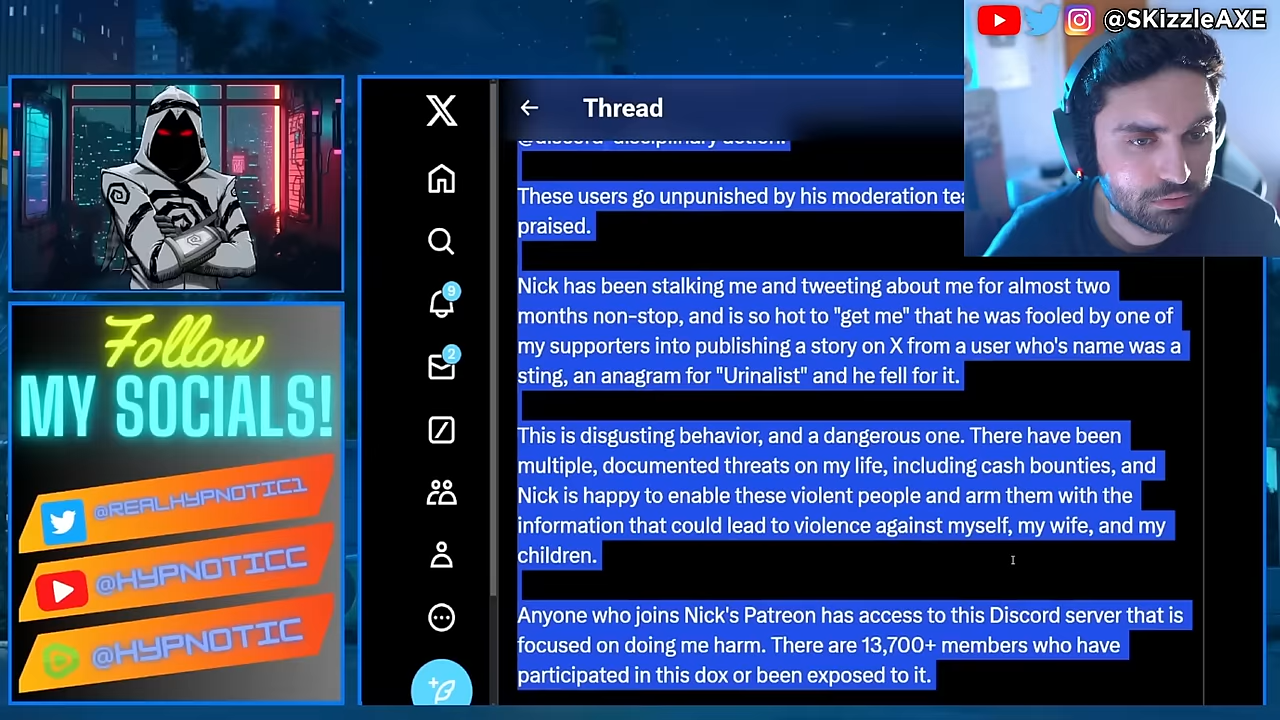 @SKizzleAXE
Thread
@discord disciplinary action.
These users go unpunished by his moderation
praised.
Nick has been stalking me and tweeting about me for almost two
months non-stop, and is so hot to "get me" that he was fooled by one of
my supporters into publishing a story on X from a user who's name was a
sting, an anagram for "Urinalist" and he fell for it.
This is disgusting behavior, and a dangerous one. There have been
multiple, documented threats on my life, including cash bounties, and
Nick is happy to enable these violent people and arm them with the
information that could lead to violence against myself, my wife, and my
children.
Anyone who joins Nick's Patreon has access to this Discord server that is
focused on doing me harm. There are 13,700+ members who have
participated in this dox or been exposed to it.
9
2
Follow
MY SOCIALS!
@REALHYPNOTIC1
@HYPNOTICC
@HYPNOTIC